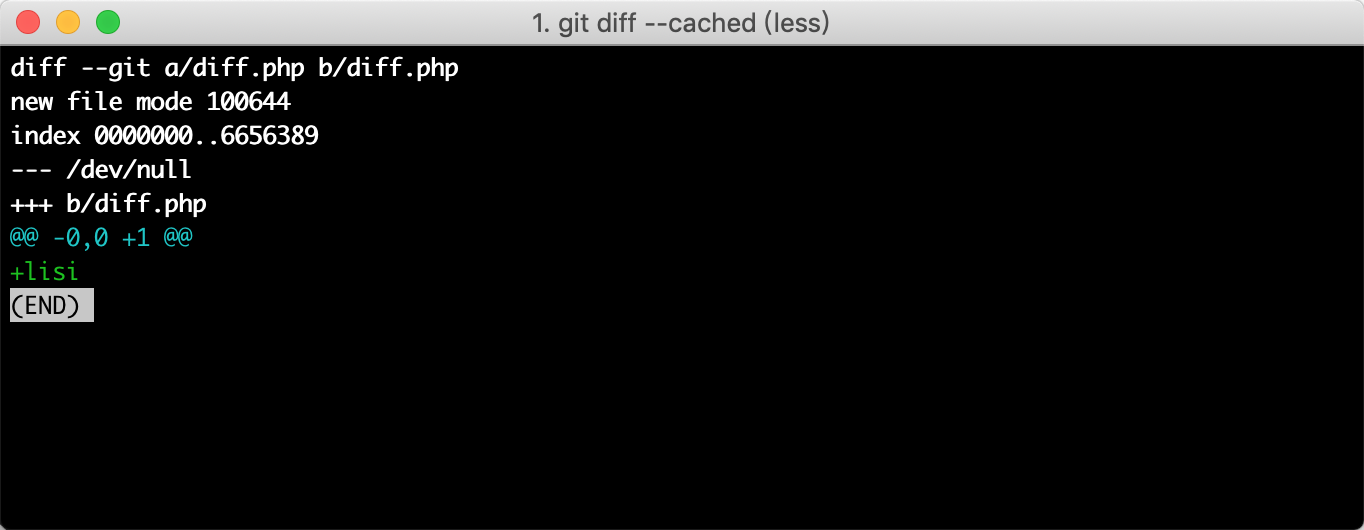 1. git diff --cached (less)
diff --git a/diff.php b/diff.php
new file mode 100644
index 0000000..6656389
--- /dev/null
+++ b/diff.php
@@ -0,0 +1 @@
+lisi
(END)